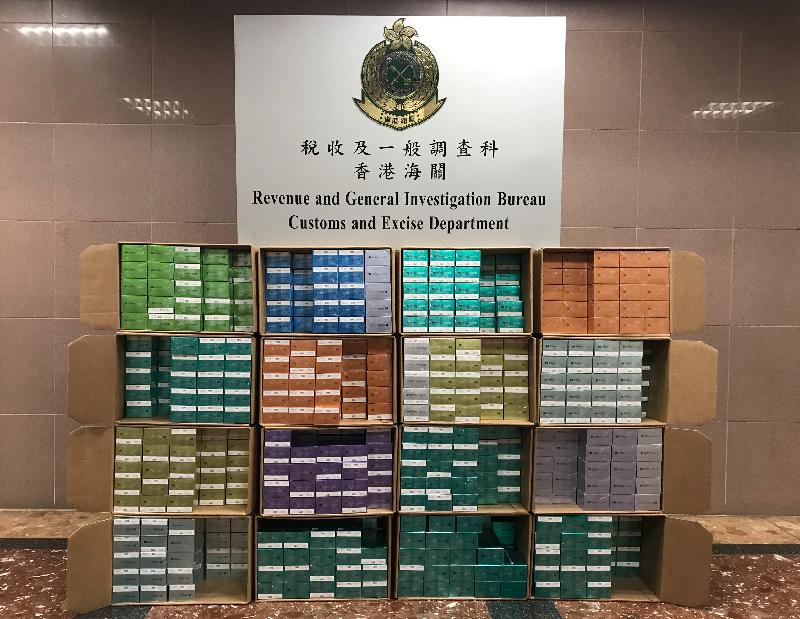 税收及一般調查科
香港海關
Revenue and General Investigation Bureau
Customs and Excise Department